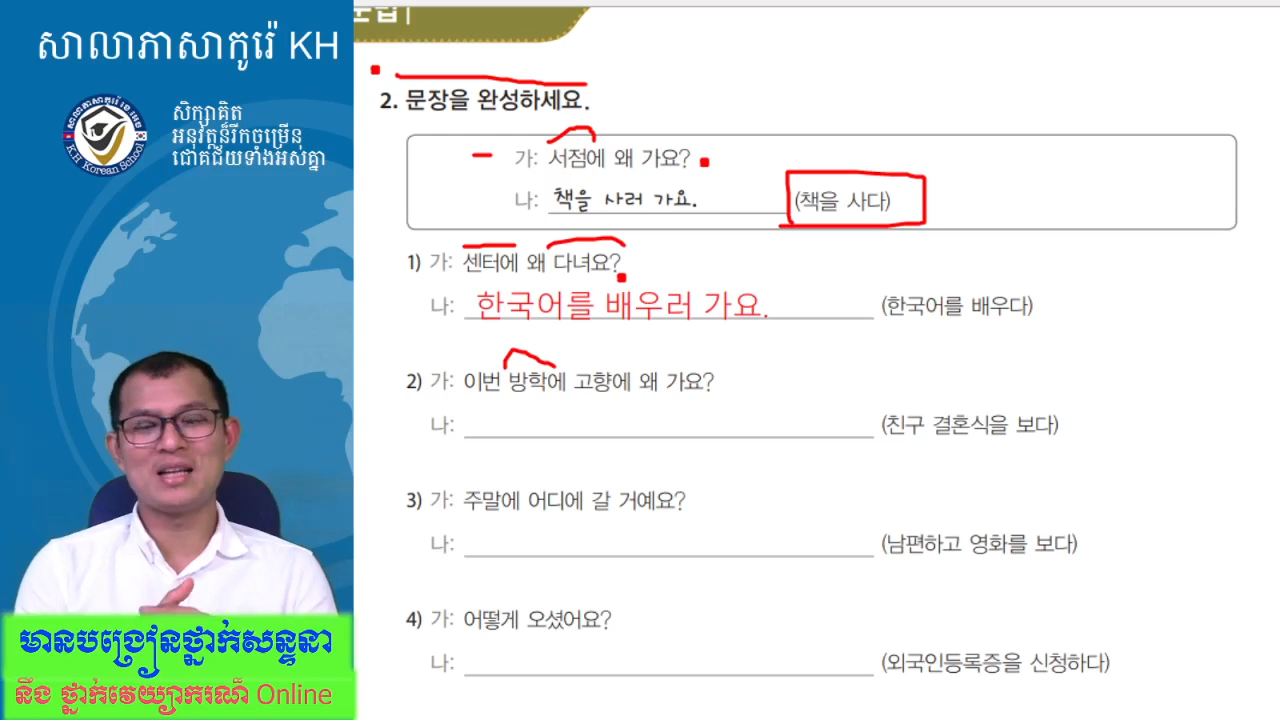 សាលាភាសាកូរ៉េ KH
សិក្សាគិត
អនុវត្តន៏រីកចម្រើន
ជោគជ័យទាំងអស់គ្នា
សាលាភាសាកូរ៉េ ខេ អេច
K.H Korean School
មានបង្រៀនថ្នាក់សន្ទនា
នឹង ថ្នាក់វេយ្យាករណ៏ Online
2. 문장을 완성하세요.
가: 서점에 왜 가요?
나: 책을 사러 가요. (책을 사다)
1) 가: 센터에 왜 다녀요?
나: 한국어를 배우러 가요. (한국어를 배우다)
2) 가: 이번 방학에 고향에 왜 가요?
나: (친구 결혼식을 보다)
3) 가: 주말에 어디에 갈 거예요?
나: (남편하고 영화를 보다)
4) 가: 어떻게 오셨어요?
나: (외국인등록증을 신청하다)